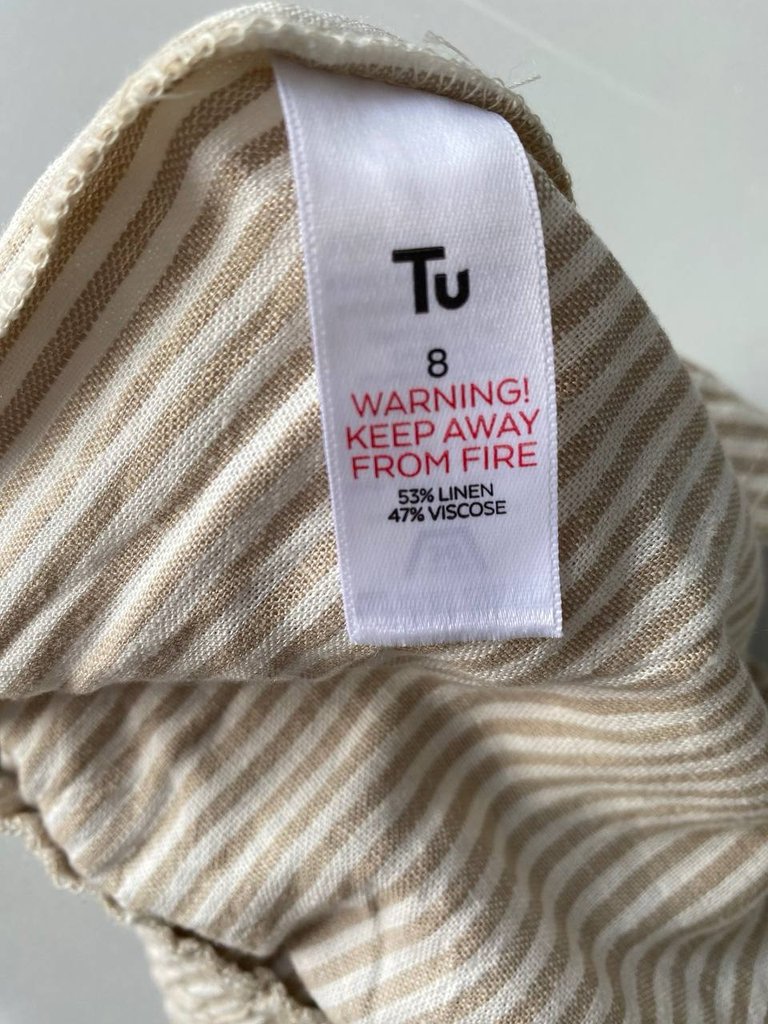 Tu
8
WARNING!
KEEP AWAY
FROM FIRE
53% LINEN
47% VISCOSE